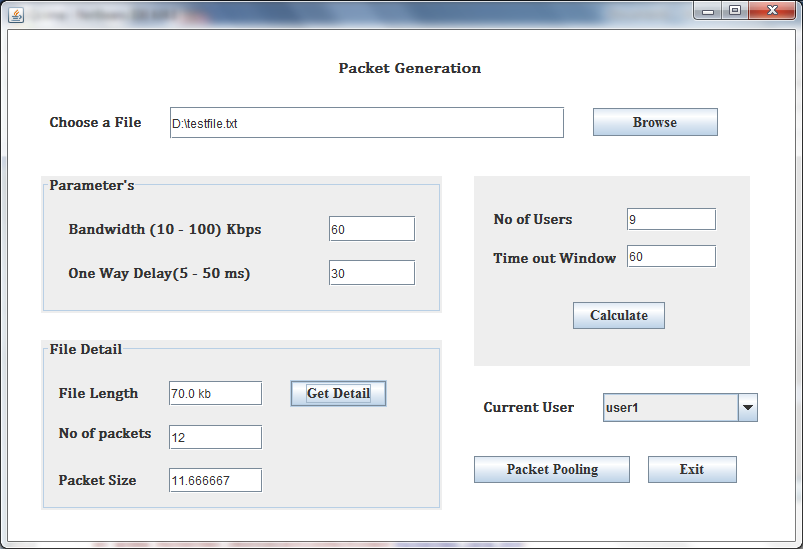 Packet Generation
Choose a File D:\testfile.txt Browse
Parameter's
Bandwidth (10 - 100) Kbps 60
One Way Delay(5 - 50 ms) 30
No of Users 9
Time out Window 60
Calculate
File Detail
File Length 70.0 kb Get Detail
No of packets 12
Packet Size 11.666667
Current User user1
Packet Pooling Exit